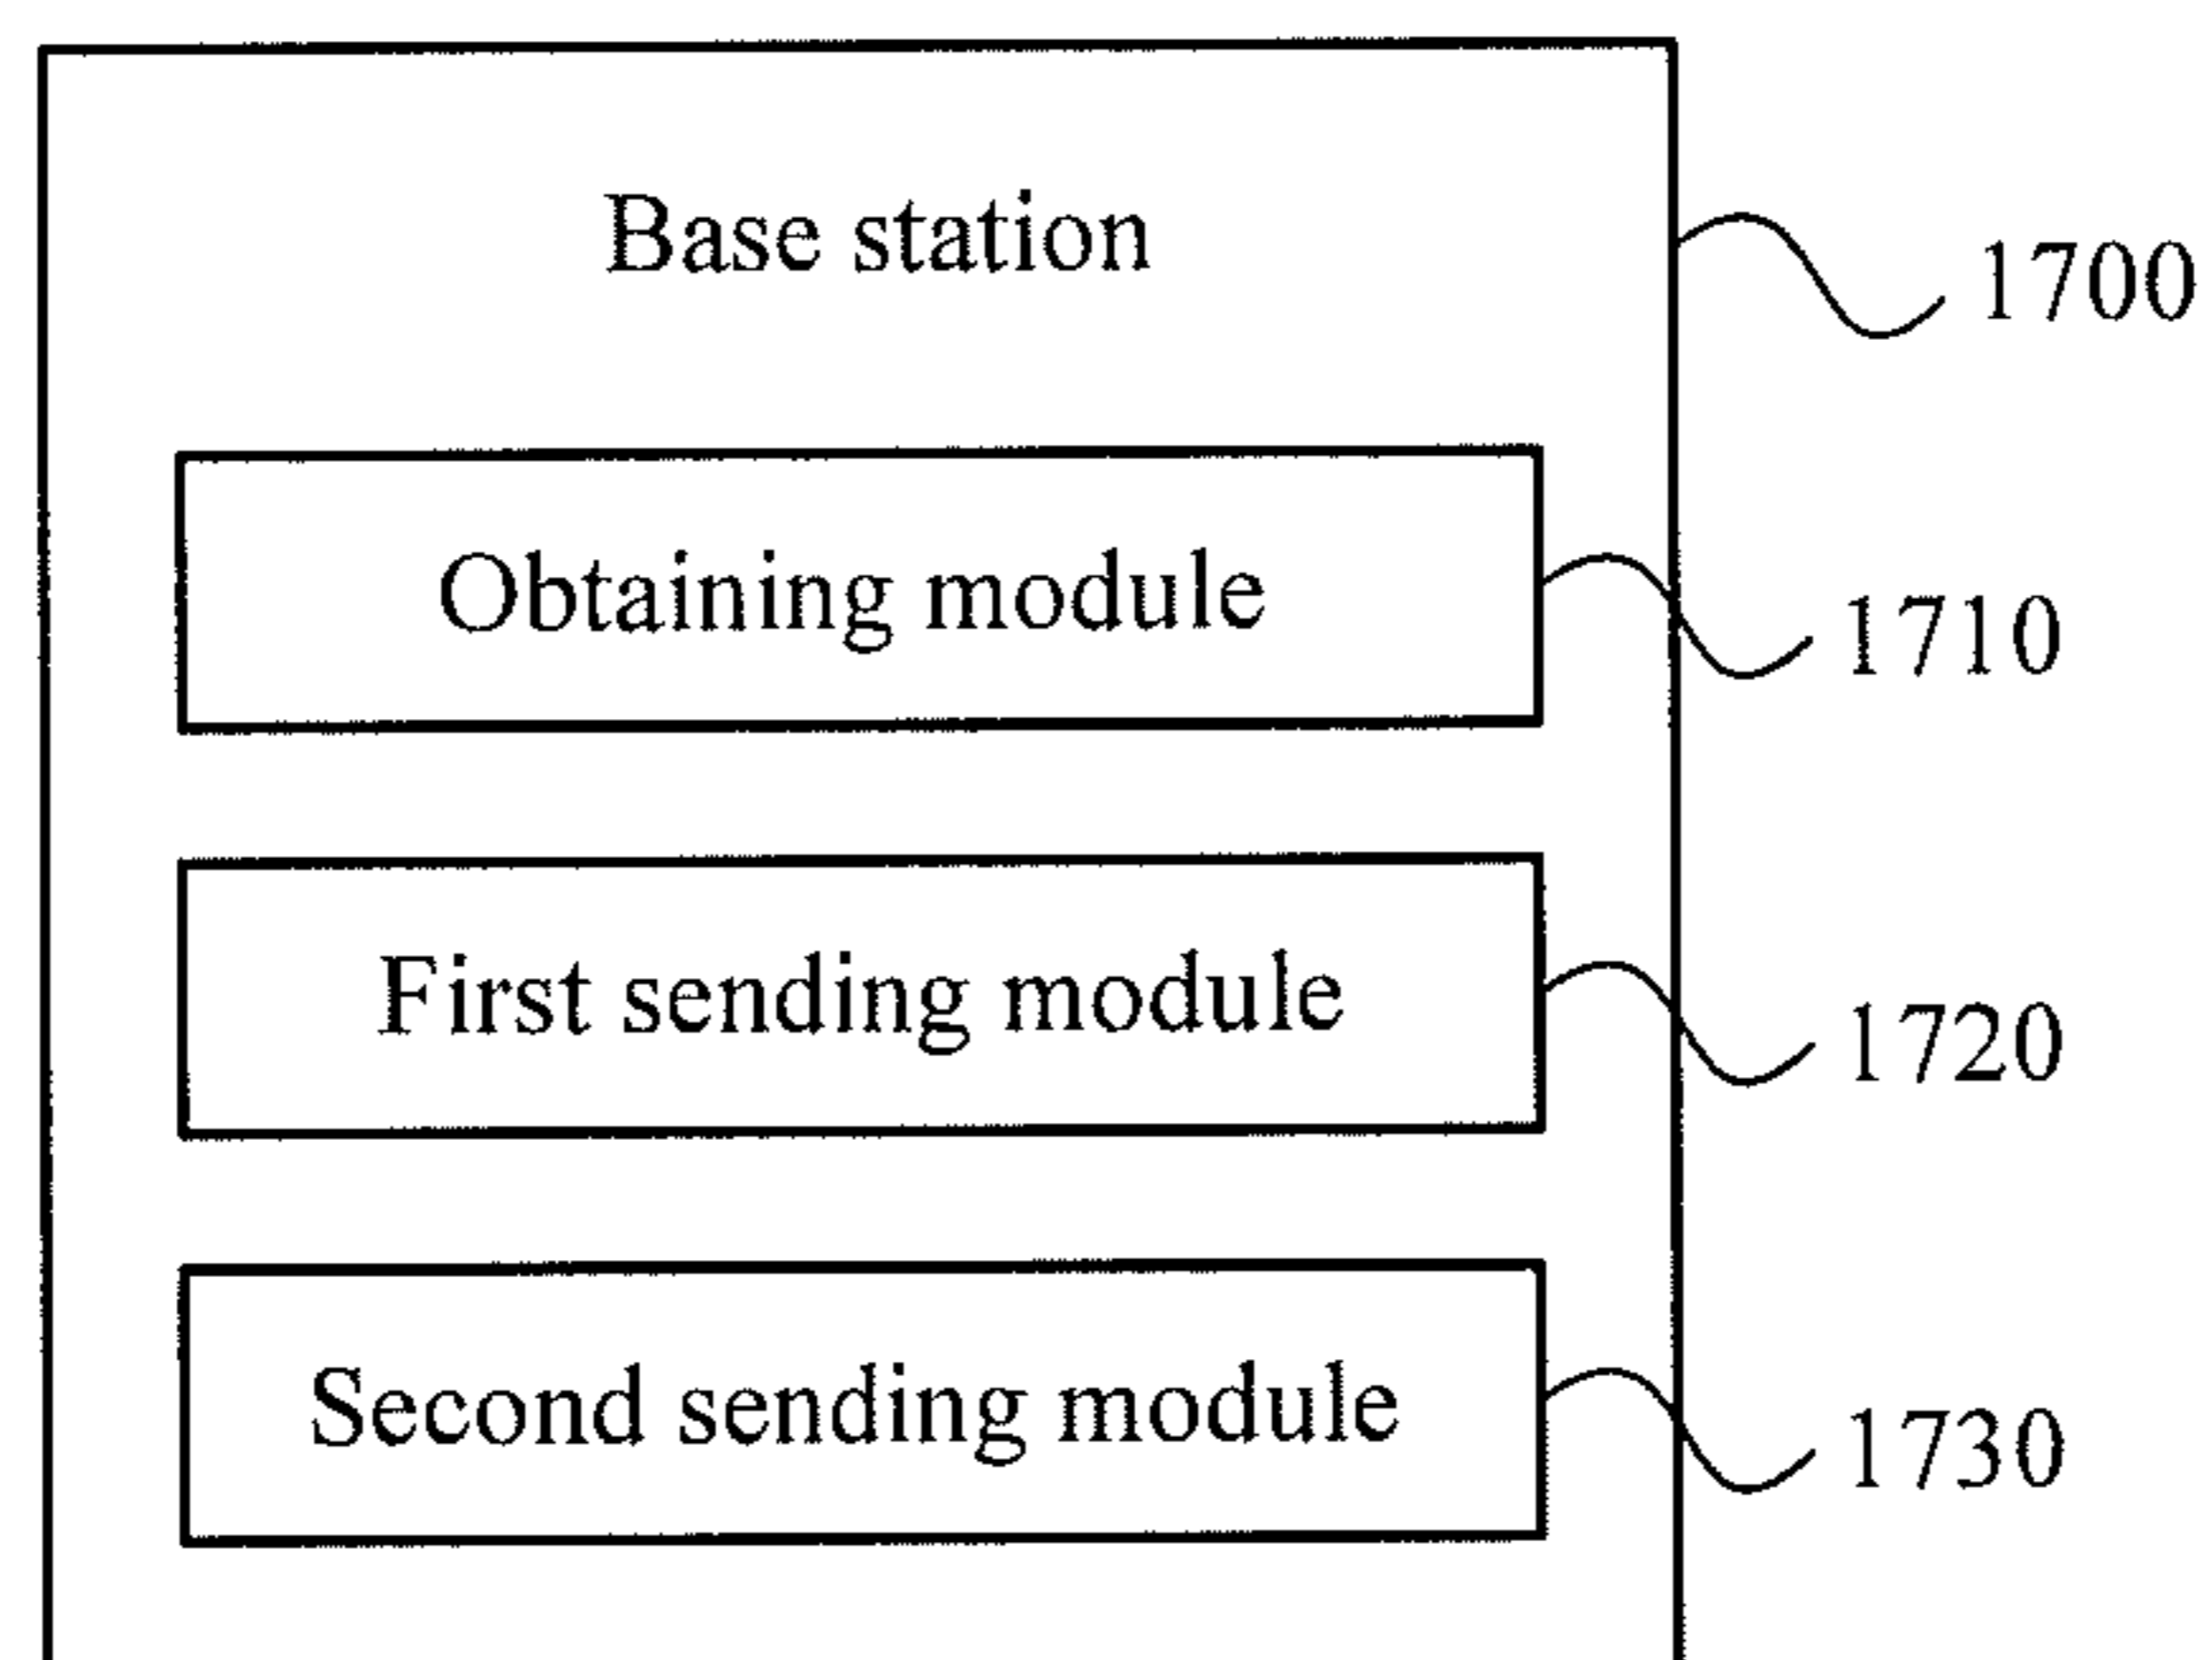 Base station
1700
Obtaining module
1710
First sending module
1720
Second sending module
1730